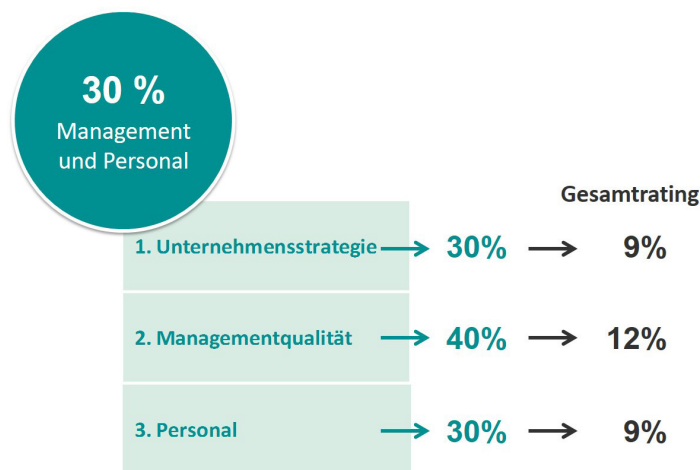 30 %
Management
und Personal
Gesamtrating
1. Unternehmensstrategie 30% 9%
2. Managementqualität 40% 12%
3. Personal 30% 9%